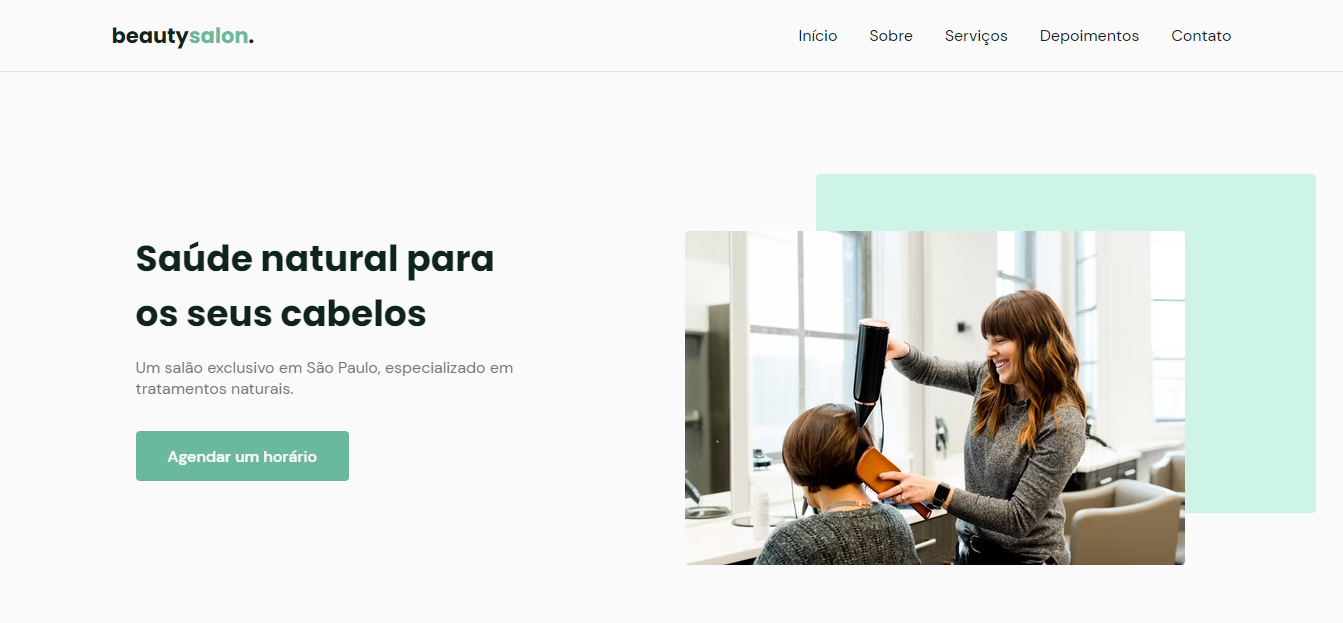 beautysalon.
Início Sobre Serviços Depoimentos Contato
Saúde natural para
os seus cabelos
Um salão exclusivo em São Paulo, especializado em
tratamentos naturais.
Agendar um horário